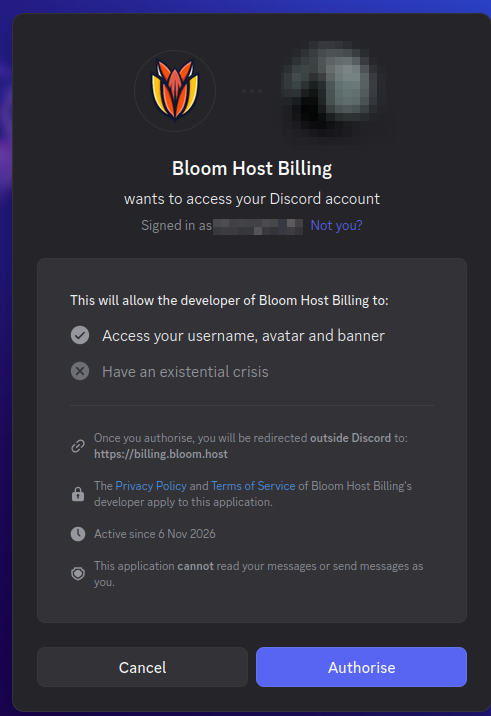 Bloom Host Billing
wants to access your Discord account
Signed in as Not you?
This will allow the developer of Bloom Host Billing to:
Access your username, avatar and banner
Have an existential crisis
Once you authorise, you will be redirected outside Discord to:
https://billing.bloom.host
The Privacy Policy and Terms of Service of Bloom Host Billing's
developer apply to this application.
Active since 6 Nov 2026
This application cannot read your messages or send messages as
you.
Cancel
Authorise